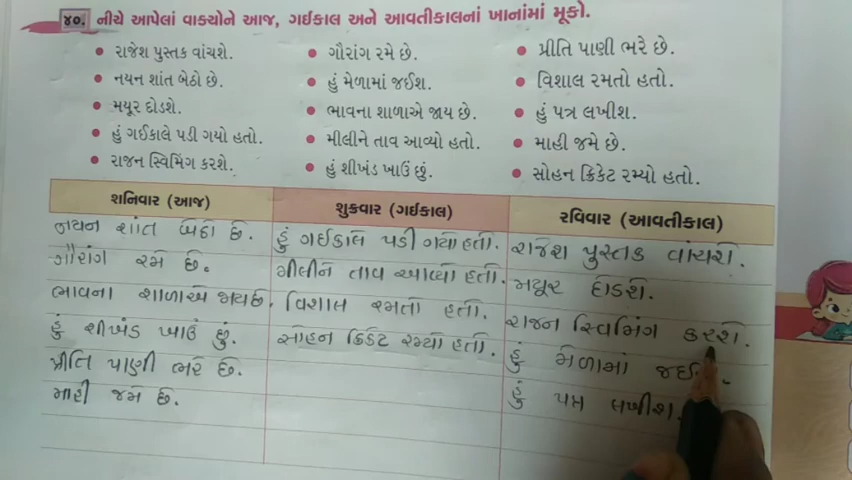 ૪૦. નીચે આપેલાં વાક્યોને આજ, ગઈકાલ અને આવતીકાલનાં ખાનાંમાં મૂકો.
• રાજેશ પુસ્તક વાંચશે.
• નયન શાંત બેઠો છે.
• મયૂર દોડશે.
• હું ગઈકાલે પડી ગયો હતો.
• રાજન સ્વિમિંગ કરશે.
• ગૌરાંગ રમે છે.
• હું મેળામાં જઈશ.
• ભાવના શાળાએ જાય છે.
• મીલીને તાવ આવ્યો હતો.
• હું શીખંડ ખાઉં છું.
• પ્રીતિ પાણી ભરે છે.
• વિશાલ રમતો હતો.
• હું પત્ર લખીશ.
• માહી જમે છે.
• સોહન ક્રિકેટ રમ્યો હતો.
શનિવાર (આજ)
નયન શાંત બેઠો છે.
ગૌરાંગ રમે છે.
ભાવના શાળાએ જાય છે.
હું શીખંડ ખાઉં છું.
પ્રીતિ પાણી ભરે છે.
માહી જમે છે.
શુક્રવાર (ગઈકાલ)
હું ગઈકાલે પડી ગયો હતો.
મીલીને તાવ આવ્યો હતો.
વિશાલ રમતો હતો.
સોહન ક્રિકેટ રમ્યો હતો.
રવિવાર (આવતીકાલ)
રાજેશ પુસ્તક વાંચશે.
મયૂર દોડશે.
રાજન સ્વિમિંગ કરશે.
હું મેળામાં
હું પત્ર લખીશ.